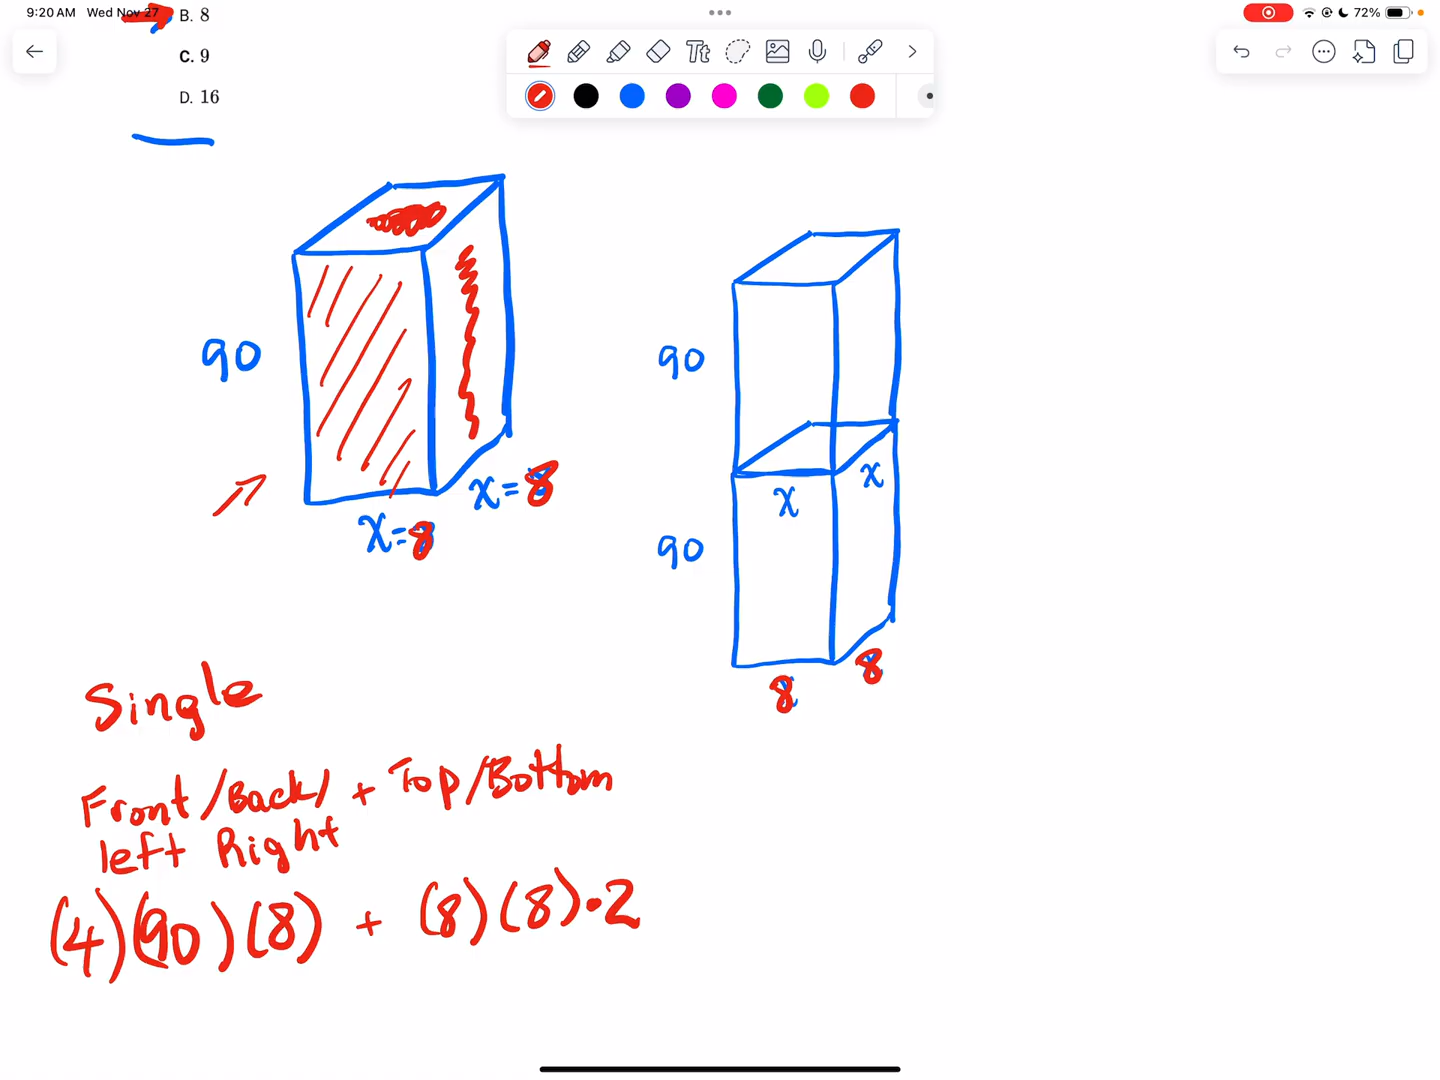 9:20 AM Wed Nov 27
72%
B. 8
C. 9
D. 16
Tt
90
x = 8
x = 8
90
x
x
90
8
8
Single
Front/Back/ + Top/Bottom
left Right
(4)(90)(8) + (8)(8)•2